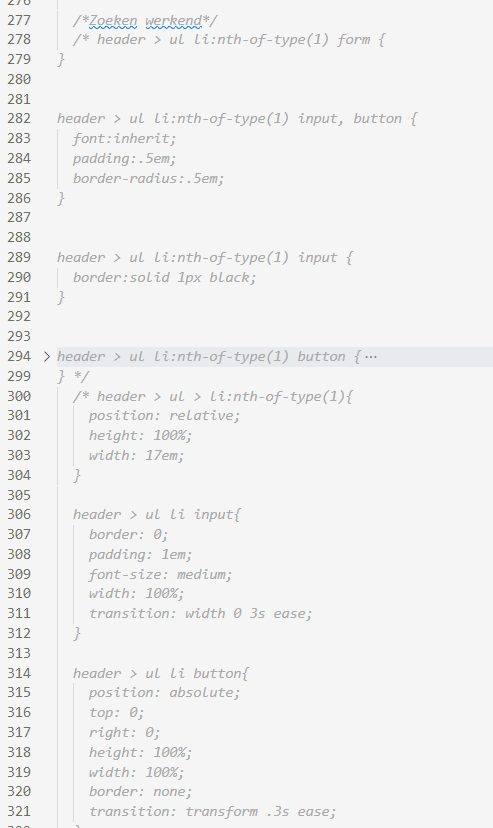 276
277 /*Zoeken werkend*/
278 /* header > ul li:nth-of-type(1) form {
279 }
280
281
282 header > ul li:nth-of-type(1) input, button {
283 font:inherit;
284 padding:.5em;
285 border-radius:.5em;
286 }
287
288
289 header > ul li:nth-of-type(1) input {
290 border:solid 1px black;
291 }
292
293
294 > header > ul li:nth-of-type(1) button {···
299 } */
300 /* header > ul > li:nth-of-type(1){
301 position: relative;
302 height: 100%;
303 width: 17em;
304 }
305
306 header > ul li input{
307 border: 0;
308 padding: 1em;
309 font-size: medium;
310 width: 100%;
311 transition: width 0 3s ease;
312 }
313
314 header > ul li button{
315 position: absolute;
316 top: 0;
317 right: 0;
318 height: 100%;
319 width: 100%;
320 border: none;
321 transition: transform .3s ease;